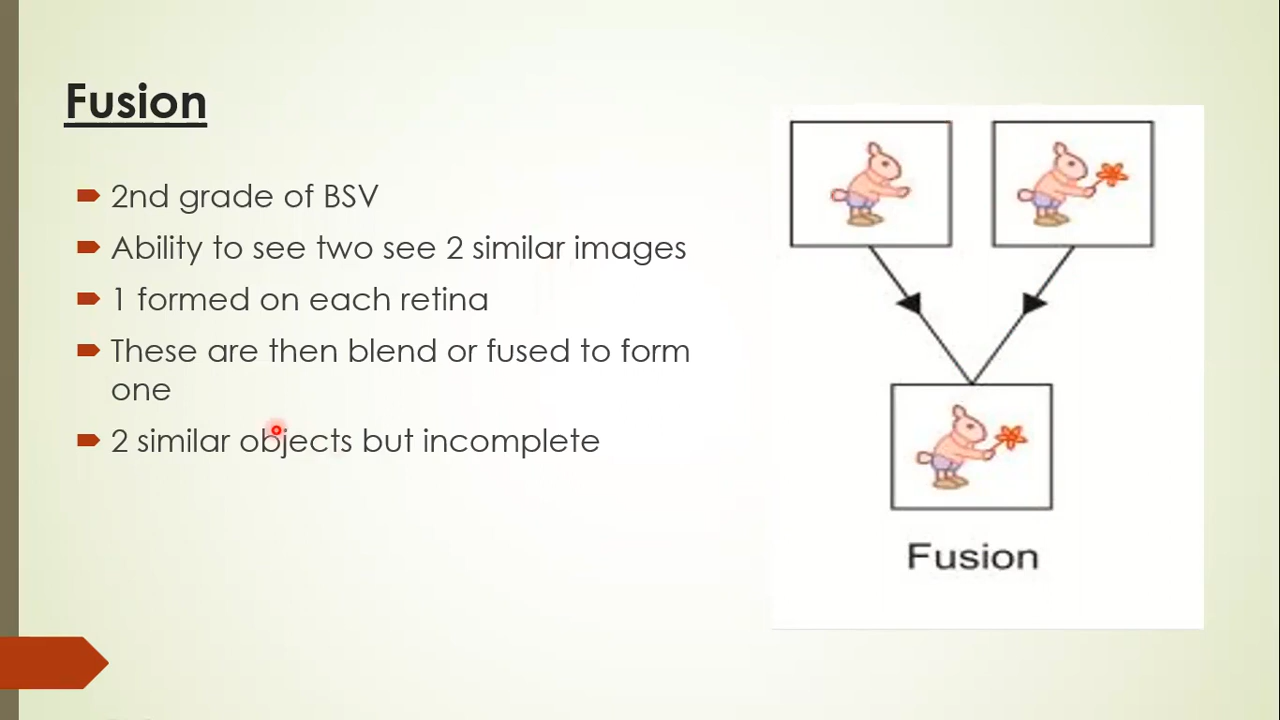 Fusion
2nd grade of BSV
Ability to see two see 2 similar images
1 formed on each retina
These are then blend or fused to form
one
2 similar objects but incomplete
Fusion